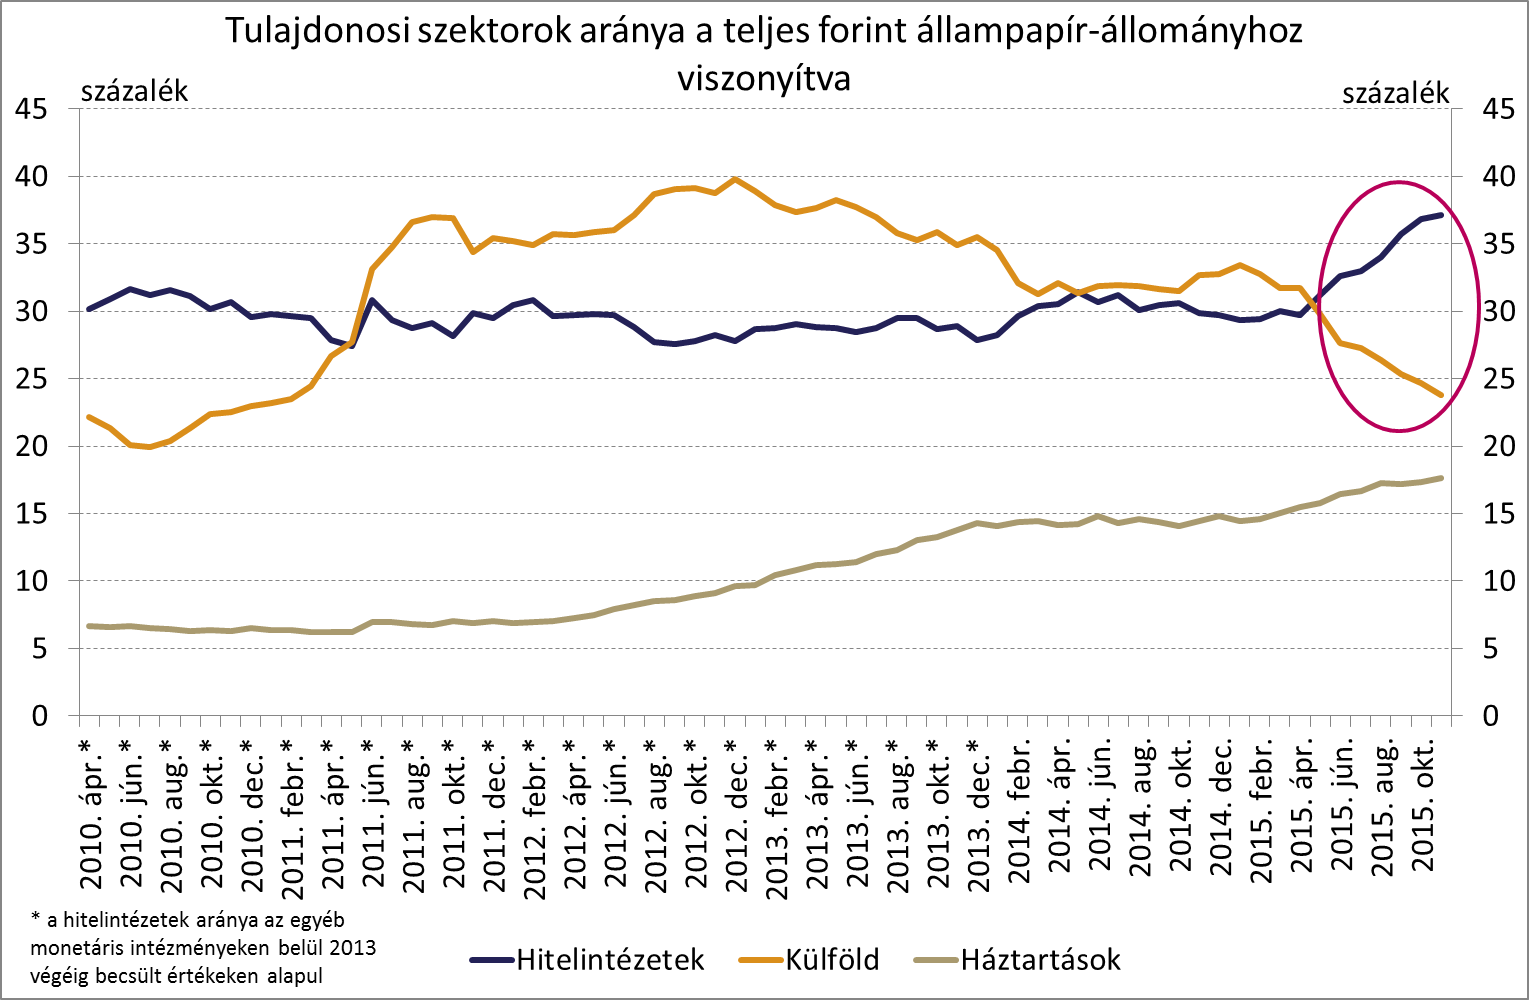 Tulajdonosi szektorok aránya a teljes forint állampapír-állományhoz
viszonyítva
százalék
százalék
45
40
35
30
25
20
15
10
5
0
45
40
35
30
25
20
15
10
5
0
2010. ápr.*
2010. jún.*
2010. aug.*
2010. okt.*
2010. dec.*
2011. febr.*
2011. ápr.*
2011. jún.*
2011. aug.*
2011. okt.*
2011. dec.*
2012. febr.*
2012. ápr.*
2012. jún.*
2012. aug.*
2012. okt.*
2012. dec.*
2013. febr.*
2013. ápr.*
2013. jún.*
2013. aug.*
2013. okt.*
2013. dec.*
2014. febr.
2014. ápr.
2014. jún.
2014. aug.
2014. okt.
2014. dec.
2015. febr.
2015. ápr.
2015. jún.
2015. aug.
2015. okt.
* a hitelintézetek aránya az egyéb
monetáris intézményeken belül 2013
végéig becsült értékeken alapul
Hitelintézetek
Külföld
Háztartások